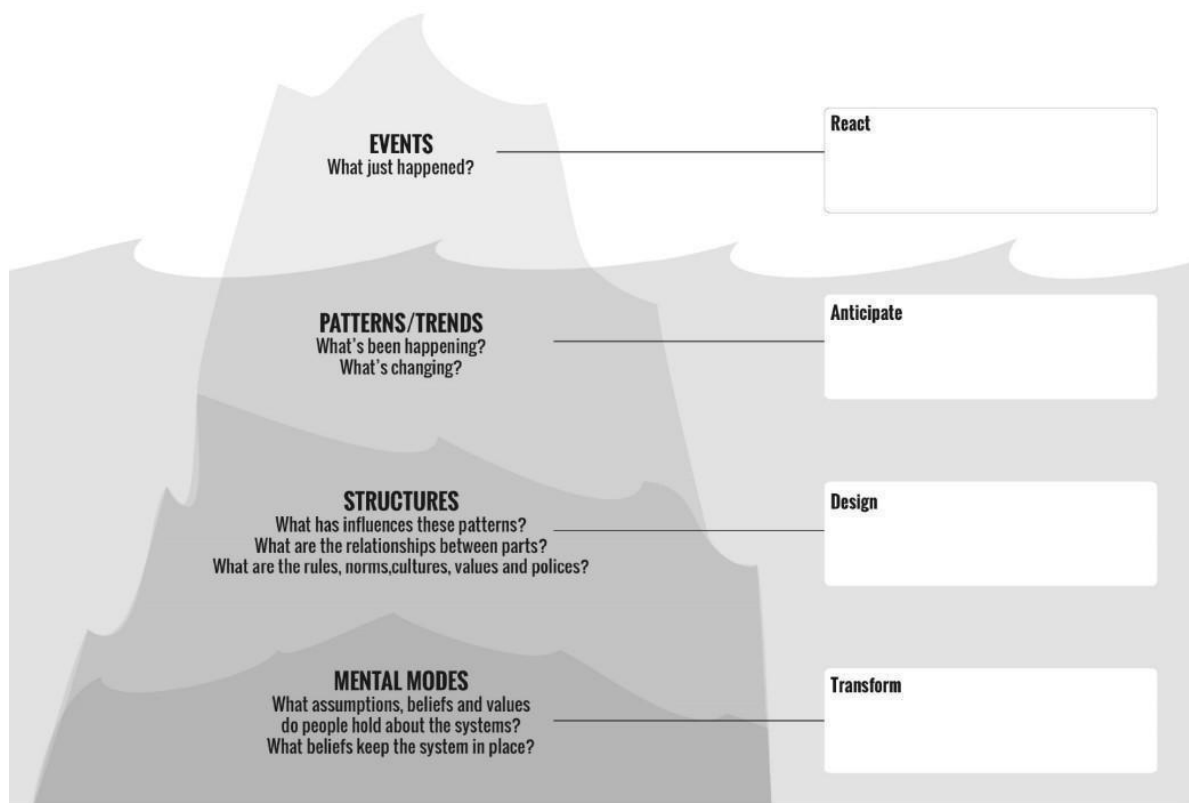 EVENTS
What just happened?
React
PATTERNS/TRENDS
What's been happening?
What's changing?
Anticipate
STRUCTURES
What has influences these patterns?
What are the relationships between parts?
What are the rules, norms,cultures, values and polices?
Design
MENTAL MODES
What assumptions, beliefs and values
do people hold about the systems?
What beliefs keep the system in place?
Transform